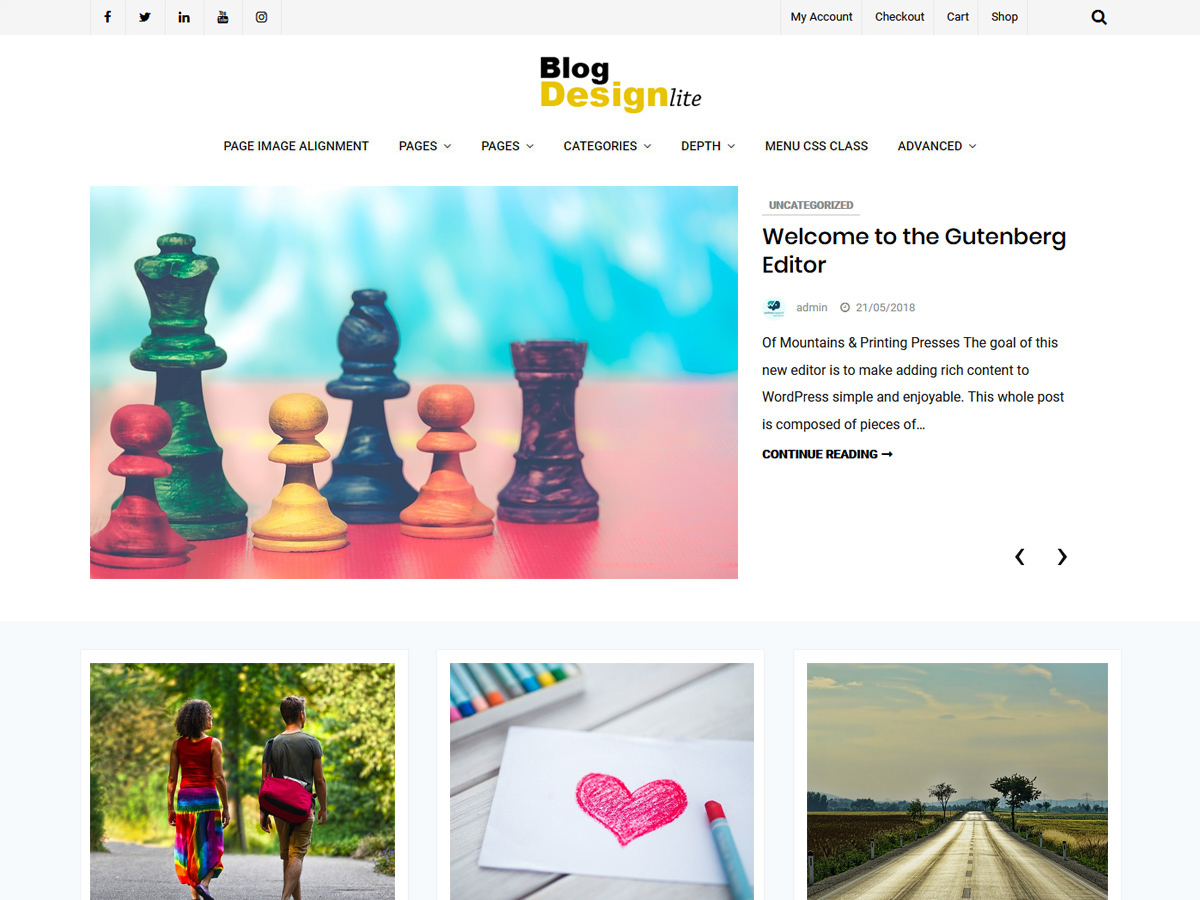 My Account Checkout Cart Shop
Blog
Designlite
PAGE IMAGE ALIGNMENT PAGES PAGES CATEGORIES DEPTH MENU CSS CLASS ADVANCED
UNCATEGORIZED
Welcome to the Gutenberg
Editor
admin 21/05/2018
Of Mountains & Printing Presses The goal of this
new editor is to make adding rich content to
WordPress simple and enjoyable. This whole post
is composed of pieces of…
CONTINUE READING ➞